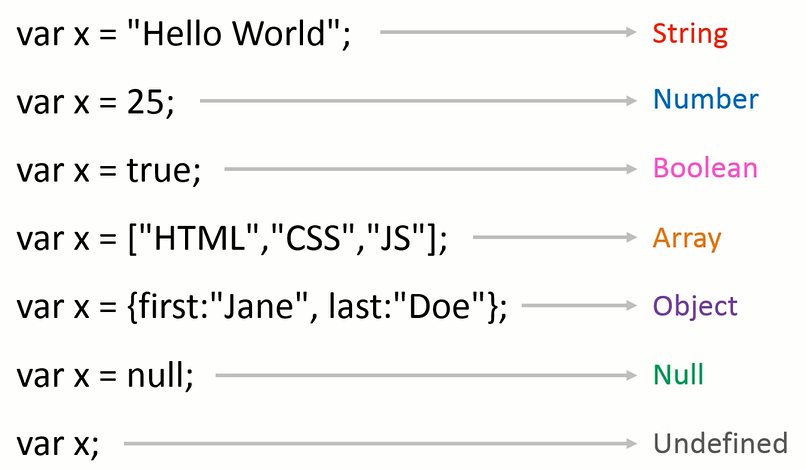 var x = "Hello World"; String
var x = 25; Number
var x = true; Boolean
var x = ["HTML","CSS","JS"]; Array
var x = {first:"Jane", last:"Doe"}; Object
var x = null; Null
var x; Undefined